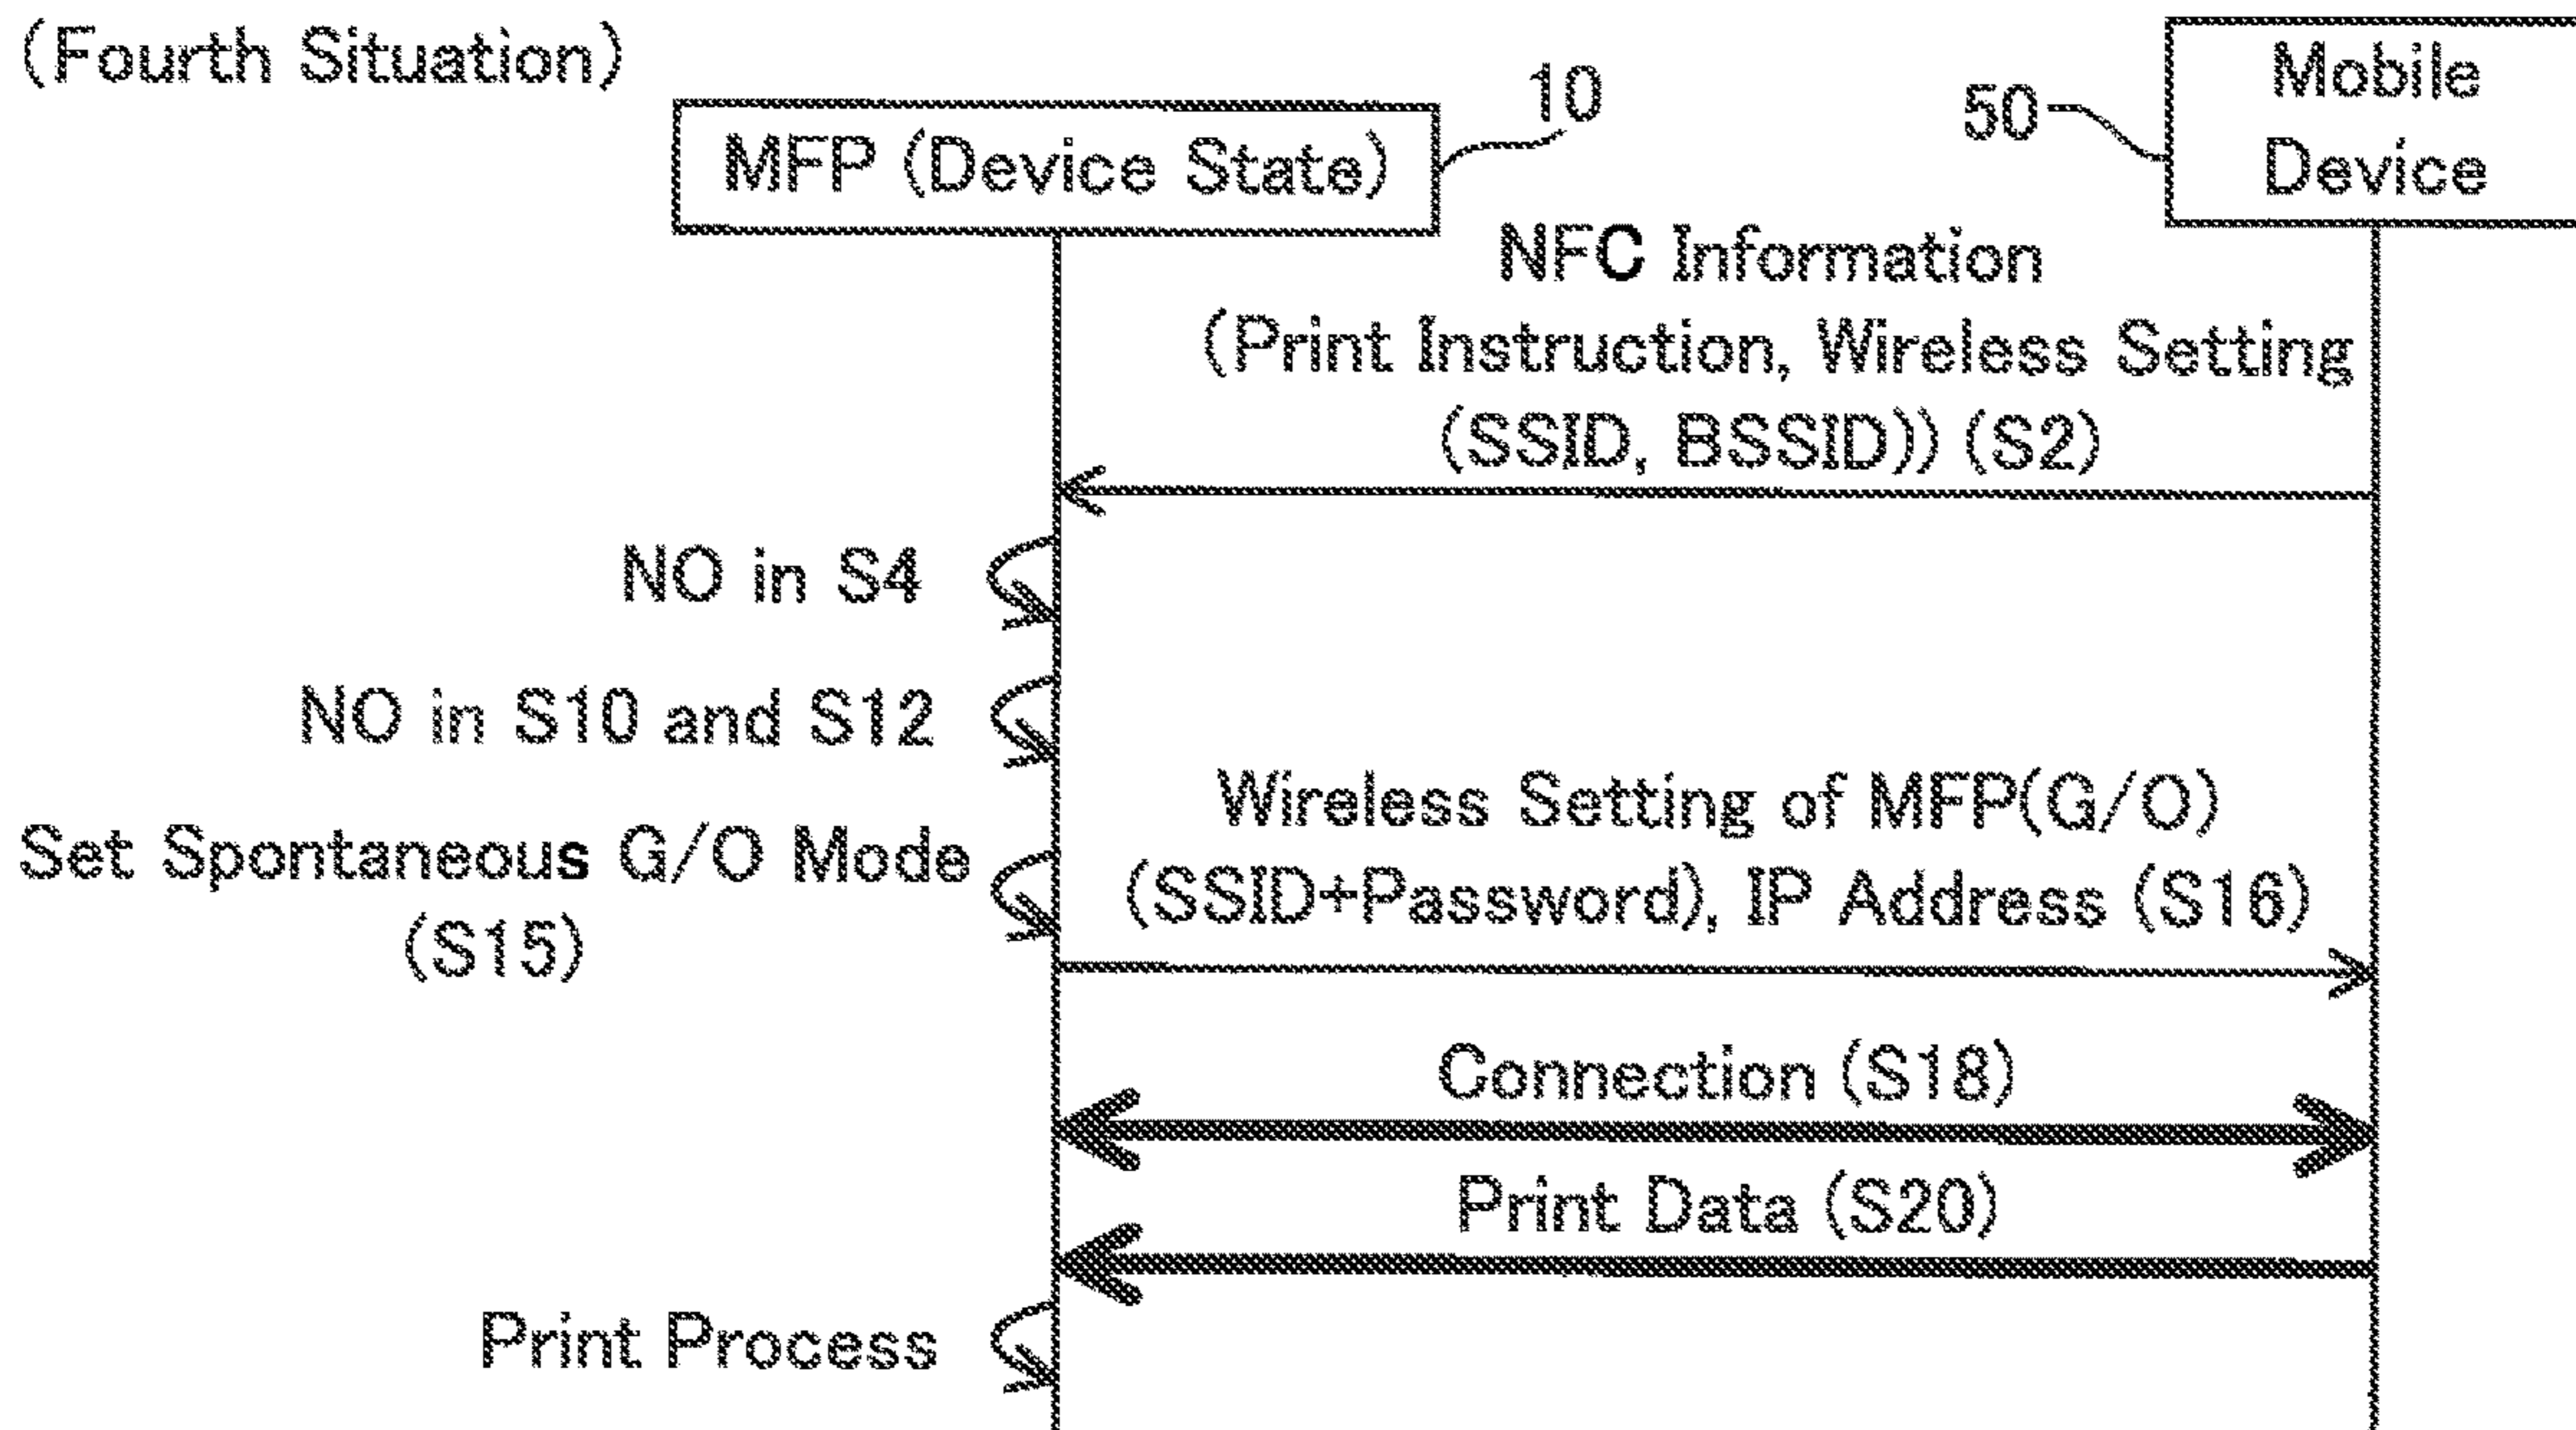 (Fourth Situation)
10
50
Mobile
Device
MFP (Device State)
NFC Information
(Print Instruction, Wireless Setting
(SSID, BSSID)) (S2)
NO in S4
NO in S10 and S12
Wireless Setting of MFP(G/O)
(SSID+Password), IP Address (S16)
Set Spontaneous G/O Mode
(S15)
Connection (S18)
Print Data (S20)
Print Process